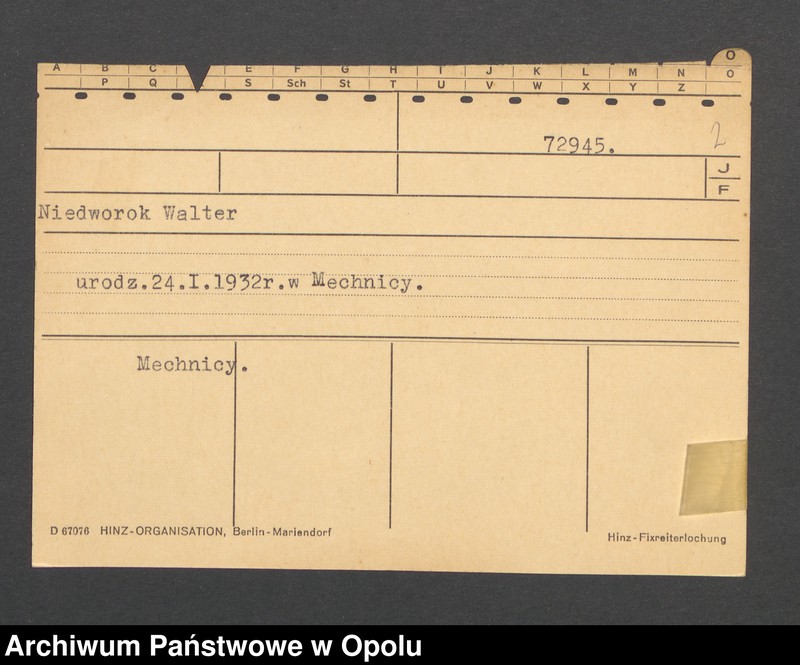 O
A B C E F G H I J K L M N O
P Q S Sch St T U V W X Y Z
72945. 2
J
F
Niedworok Walter
urodz.24.I.1932r.w Mechnicy.
Mechnicy.
D 67076 HINZ-ORGANISATION, Berlin-Mariendorf
Hinz-Fixreiterlochung
Archiwum Państwowe w Opolu